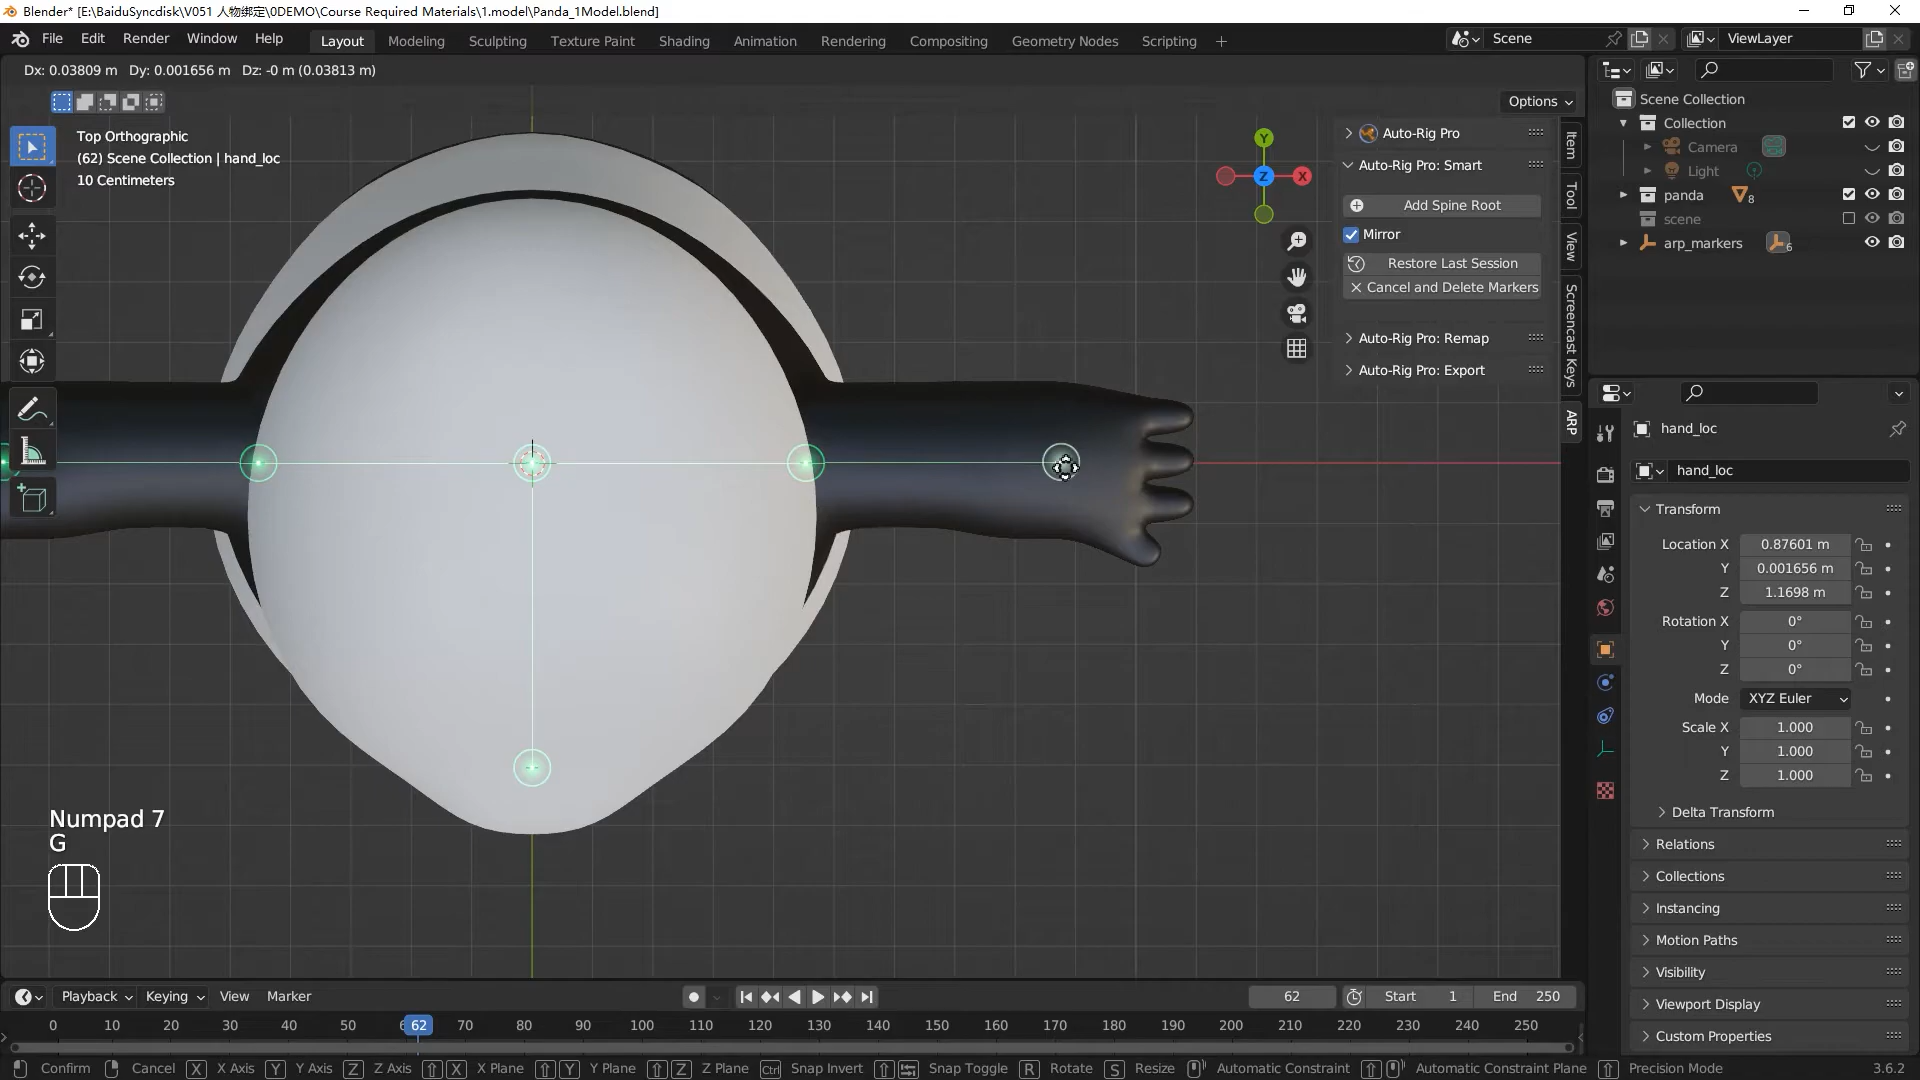 Blender* [E:\BaiduSyncdisk\V051 人物绑定\0DEMO\Course Required Materials\1.model\Panda_1Model.blend]
File Edit Render Window Help
Layout Modeling Sculpting Texture Paint Shading Animation Rendering Compositing Geometry Nodes Scripting +
Scene
ViewLayer
Dx: 0.03809 m Dy: 0.001656 m Dz: -0 m (0.03813 m)
Options
Top Orthographic
(62) Scene Collection | hand_loc
10 Centimeters
Y
X
Z
Auto-Rig Pro
Auto-Rig Pro: Smart
Add Spine Root
Mirror
Restore Last Session
Cancel and Delete Markers
Auto-Rig Pro: Remap
Auto-Rig Pro: Export
Item
Tool
View
Screencast Keys
ARP
Scene Collection
Collection
Camera
Light
panda 8
scene
arp_markers 6
hand_loc
hand_loc
Transform
Location X 0.87601 m
Y 0.001656 m
Z 1.1698 m
Rotation X 0°
Y 0°
Z 0°
Mode XYZ Euler
Scale X 1.000
Y 1.000
Z 1.000
Delta Transform
Relations
Collections
Instancing
Motion Paths
Visibility
Viewport Display
Custom Properties
Numpad 7
G
Playback Keying View Marker
62 Start 1 End 250
0 10 20 30 40 50 62 70 80 90 100 110 120 130 140 150 160 170 180 190 200 210 220 230 240 250
Confirm Cancel X X Axis Y Y Axis Z Z Axis X X Plane Y Y Plane Z Z Plane Ctrl Snap Invert Snap Toggle R Rotate S Resize Automatic Constraint Automatic Constraint Plane Precision Mode 3.6.2